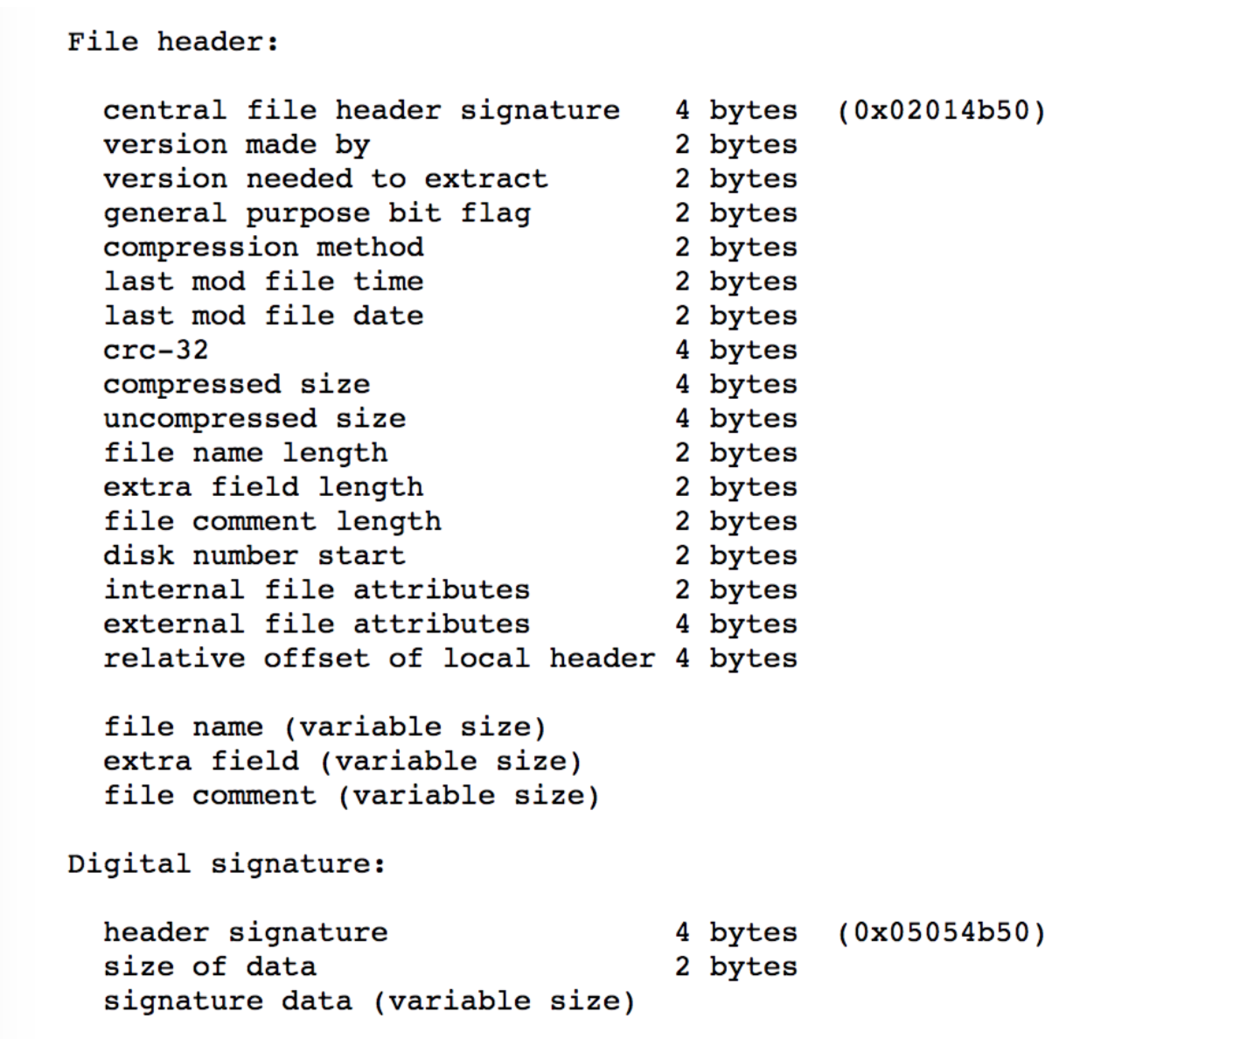 File header:
central file header signature 4 bytes (0x02014b50)
version made by 2 bytes
version needed to extract 2 bytes
general purpose bit flag 2 bytes
compression method 2 bytes
last mod file time 2 bytes
last mod file date 2 bytes
crc-32 4 bytes
compressed size 4 bytes
uncompressed size 4 bytes
file name length 2 bytes
extra field length 2 bytes
file comment length 2 bytes
disk number start 2 bytes
internal file attributes 2 bytes
external file attributes 4 bytes
relative offset of local header 4 bytes
file name (variable size)
extra field (variable size)
file comment (variable size)
Digital signature:
header signature 4 bytes (0x05054b50)
size of data 2 bytes
signature data (variable size)